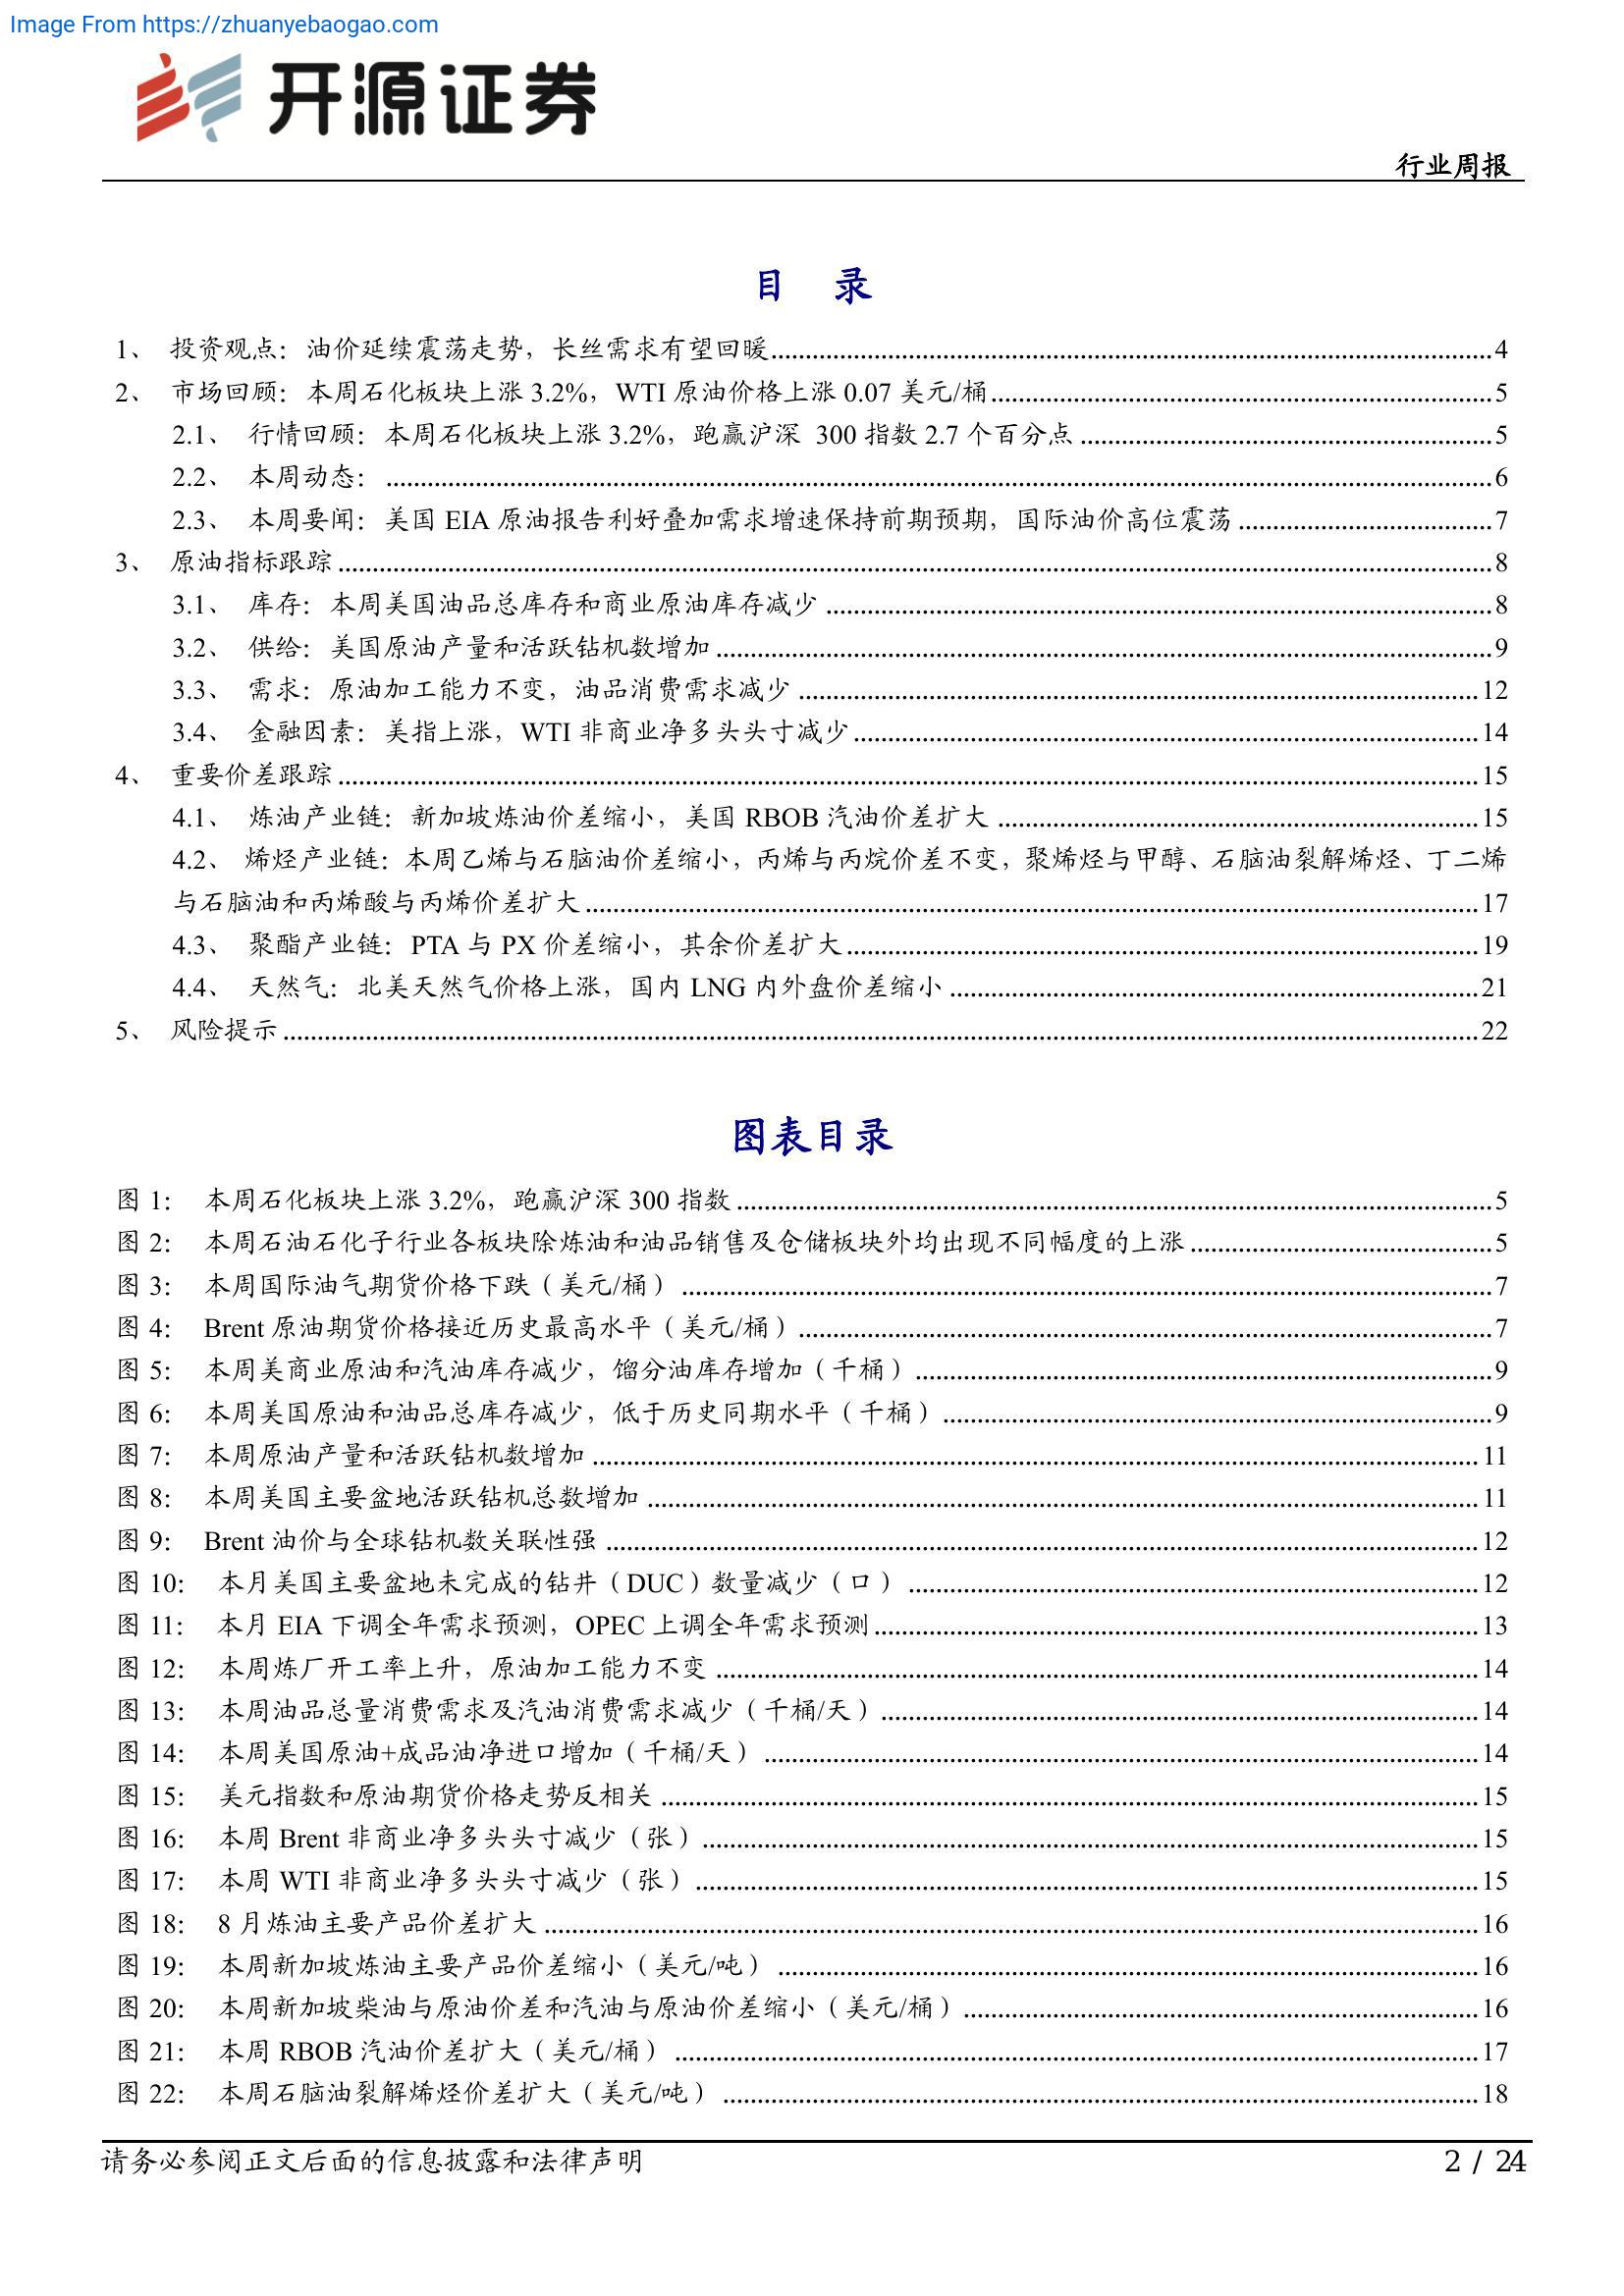 Image From https://zhuanyebaogao.com
开源证券
行业周报
目 录
1、 投资观点：油价延续震荡走势，长丝需求有望回暖....................4
2、 市场回顾：本周石化板块上涨 3.2%，WTI 原油价格上涨 0.07 美元/桶....................5
2.1、 行情回顾：本周石化板块上涨 3.2%，跑赢沪深 300 指数 2.7 个百分点....................5
2.2、 本周动态：....................6
2.3、 本周要闻：美国 EIA 原油报告利好叠加需求增速保持前期预期，国际油价高位震荡....................7
3、 原油指标跟踪....................8
3.1、 库存：本周美国油品总库存和商业原油库存减少....................8
3.2、 供给：美国原油产量和活跃钻机数增加....................9
3.3、 需求：原油加工能力不变，油品消费需求减少....................12
3.4、 金融因素：美指上涨，WTI 非商业净多头头寸减少....................14
4、 重要价差跟踪....................15
4.1、 炼油产业链：新加坡炼油价差缩小，美国 RBOB 汽油价差扩大....................15
4.2、 烯烃产业链：本周乙烯与石脑油价差缩小，丙烯与丙烷价差不变，聚烯烃与甲醇、石脑油裂解烯烃、丁二烯
与石脑油和丙烯酸与丙烯价差扩大....................17
4.3、 聚酯产业链：PTA 与 PX 价差缩小，其余价差扩大....................19
4.4、 天然气：北美天然气价格上涨，国内 LNG 内外盘价差缩小....................21
5、 风险提示....................22
图表目录
图 1： 本周石化板块上涨 3.2%，跑赢沪深 300 指数....................5
图 2： 本周石油石化子行业各板块除炼油和油品销售及仓储板块外均出现不同幅度的上涨....................5
图 3： 本周国际油气期货价格下跌（美元/桶）....................7
图 4： Brent 原油期货价格接近历史最高水平（美元/桶）....................7
图 5： 本周美商业原油和汽油库存减少，馏分油库存增加（千桶）....................9
图 6： 本周美国原油和油品总库存减少，低于历史同期水平（千桶）....................9
图 7： 本周原油产量和活跃钻机数增加....................11
图 8： 本周美国主要盆地活跃钻机总数增加....................11
图 9： Brent 油价与全球钻机数关联性强....................12
图 10： 本月美国主要盆地未完成的钻井（DUC）数量减少（口）....................12
图 11： 本月 EIA 下调全年需求预测，OPEC 上调全年需求预测....................13
图 12： 本周炼厂开工率上升，原油加工能力不变....................14
图 13： 本周油品总量消费需求及汽油消费需求减少（千桶/天）....................14
图 14： 本周美国原油+成品油净进口增加（千桶/天）....................14
图 15： 美元指数和原油期货价格走势反相关....................15
图 16： 本周 Brent 非商业净多头头寸减少（张）....................15
图 17： 本周 WTI 非商业净多头头寸减少（张）....................15
图 18： 8 月炼油主要产品价差扩大....................16
图 19： 本周新加坡炼油主要产品价差缩小（美元/吨）....................16
图 20： 本周新加坡柴油与原油价差和汽油与原油价差缩小（美元/桶）....................16
图 21： 本周 RBOB 汽油价差扩大（美元/桶）....................17
图 22： 本周石脑油裂解烯烃价差扩大（美元/吨）....................18
请务必参阅正文后面的信息披露和法律声明
2 / 24